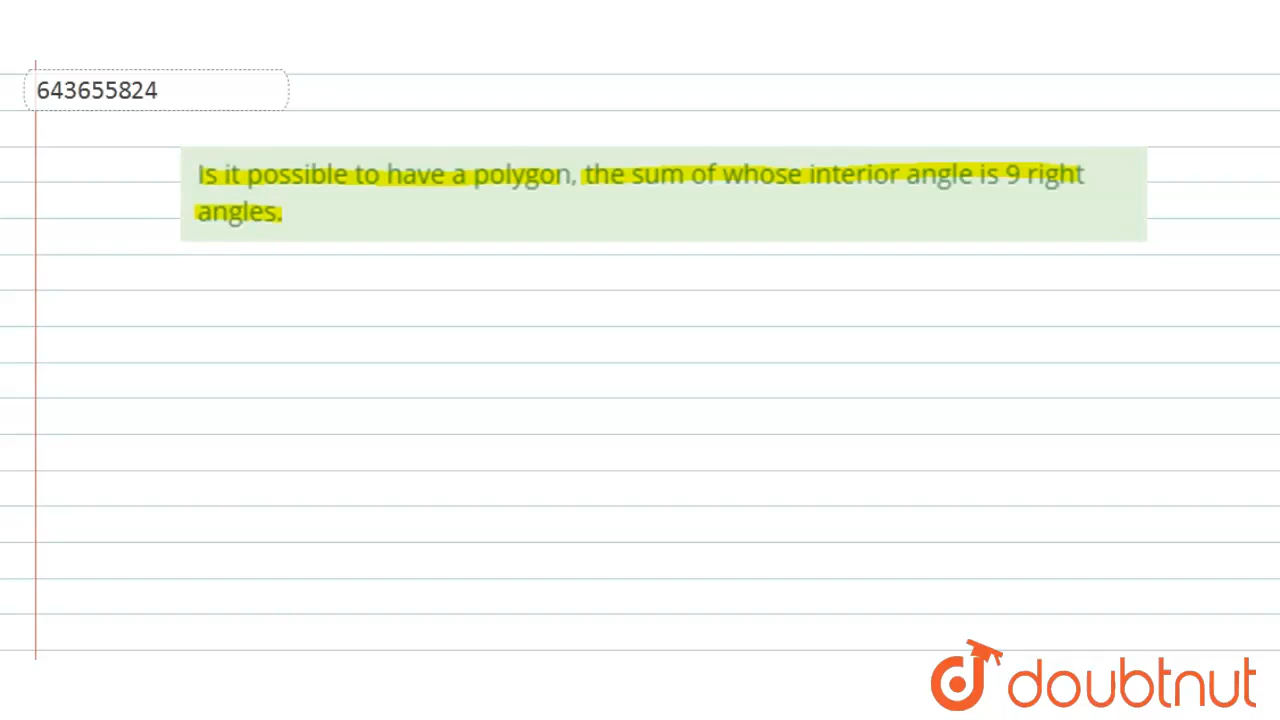 643655824
Is it possible to have a polygon, the sum of whose interior angle is 9 right
angles.
doubtnut